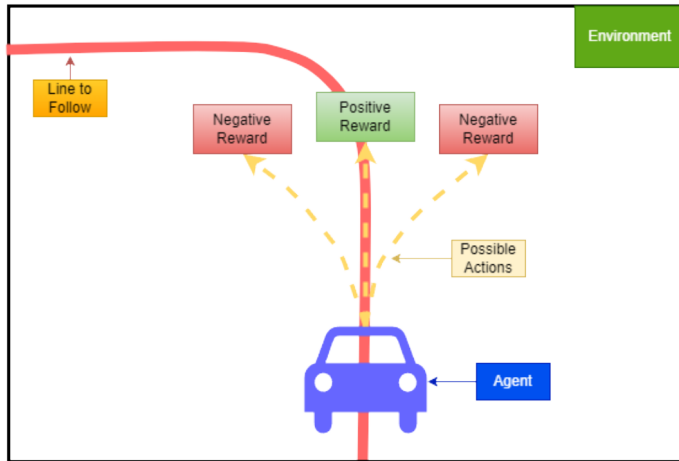 Environment
Line to
Follow
Negative
Reward
Positive
Reward
Negative
Reward
Possible
Actions
Agent